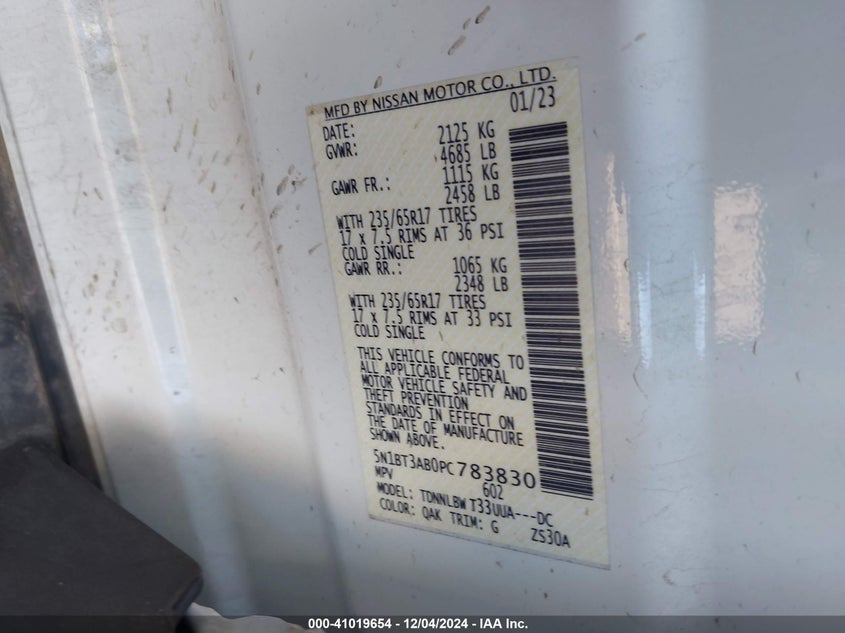 MFD BY NISSAN MOTOR CO., LTD.
DATE: 01/23
GVWR: 2125 KG
4685 LB
GAWR FR.: 1115 KG
2458 LB
WITH 235/65R17 TIRES
17 x 7.5 RIMS AT 36 PSI
COLD SINGLE
GAWR RR.: 1065 KG
2348 LB
WITH 235/65R17 TIRES
17 x 7.5 RIMS AT 33 PSI
COLD SINGLE
THIS VEHICLE CONFORMS TO
ALL APPLICABLE FEDERAL
MOTOR VEHICLE SAFETY AND
THEFT PREVENTION
STANDARDS IN EFFECT ON
THE DATE OF MANUFACTURE
SHOWN ABOVE.
5N1BT3AB0PC783830
MPV 602
MODEL: TDNNLBW T33UUA---DC
COLOR: QAK TRIM: G ZS30A
000-41019654 - 12/04/2024 - IAA Inc.